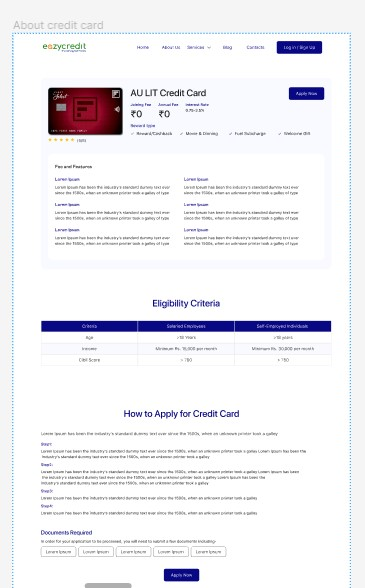 About credit card
eazycredit
Home
About Us
Services
Blog
Contacts
Log in | Sign Up
AU LIT Credit Card
Apply Now
Joining Fee
Annual Fee
Interest Rate
₹0
₹0
Reward type
✓ Reward/Cashback
✓ Movie & Dinning
✓ Fuel Surcharge
✓ Welcome Gift
Fee and Features
Lorem Ipsum
Lorem Ipsum
Lorem Ipsum has been the industry's standard dummy text ever
since the 1500s, when an unknown printer took a galley of type
Lorem Ipsum has been the industry's standard dummy text ever
since the 1500s, when an unknown printer took a galley of type
Lorem Ipsum
Lorem Ipsum
Lorem Ipsum has been the industry's standard dummy text ever
since the 1500s, when an unknown printer took a galley of type
Lorem Ipsum has been the industry's standard dummy text ever
since the 1500s, when an unknown printer took a galley of type
Lorem Ipsum
Lorem Ipsum
Lorem Ipsum has been the industry's standard dummy text ever
since the 1500s, when an unknown printer took a galley of type
Lorem Ipsum has been the industry's standard dummy text ever
since the 1500s, when an unknown printer took a galley of type
Eligibility Criteria
Criteria
Salaried Employees
Self-Employed Individuals
Age
Income
Minimum Rs. 15,000 per month
Minimum Rs. 30,000 per month
Cibil Score
How to Apply for Credit Card
Lorem Ipsum has been the industry's standard dummy text ever since the 1500s, when an unknown printer took a galley
Step1:
Lorem Ipsum has been the industry's standard dummy text ever since the 1500s, when an unknown printer took a galley Lorem Ipsum has been the
industry's standard dummy text ever since the 1500s, when an unknown printer took a galley
Step2:
Lorem Ipsum has been the industry's standard dummy text ever since the 1500s, when an unknown printer took a galley Lorem Ipsum has been
the industry's standard dummy text ever since the 1500s, when an unknown printer took a galley Lorem Ipsum has been the
industry's standard dummy text ever since the 1500s, when an unknown printer took a galley
Step3:
Lorem Ipsum has been the industry's standard dummy text ever since the 1500s, when an unknown printer took a galley
Step4:
Lorem Ipsum has been the industry's standard dummy text ever since the 1500s, when an unknown printer took a galley
Documents Required
In order for your application to be processed, you will need to submit a few documents including-
Lorem Ipsum
Lorem Ipsum
Lorem Ipsum
Lorem Ipsum
Lorem Ipsum
Apply Now